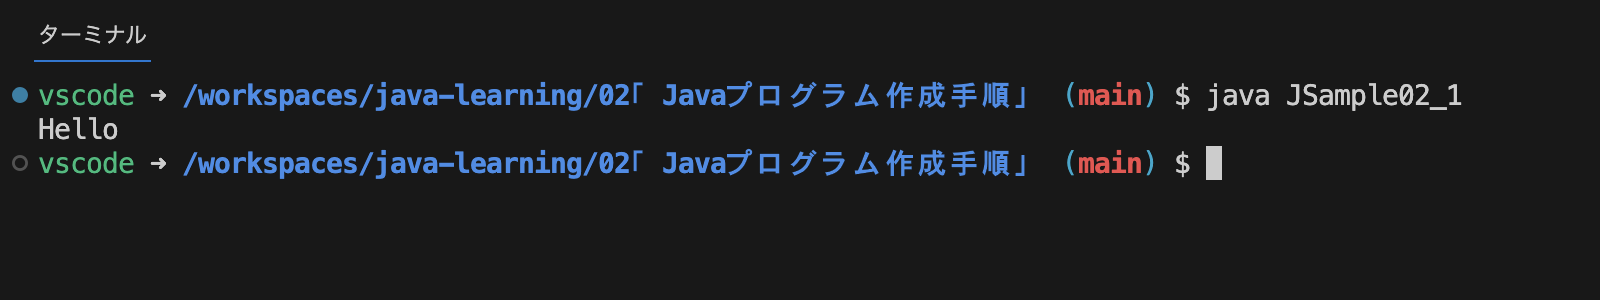 ターミナル
vscode ➜ /workspaces/java-learning/02「Javaプログラム作成手順」 (main) $ java JSample02_1
Hello
vscode ➜ /workspaces/java-learning/02「Javaプログラム作成手順」 (main) $